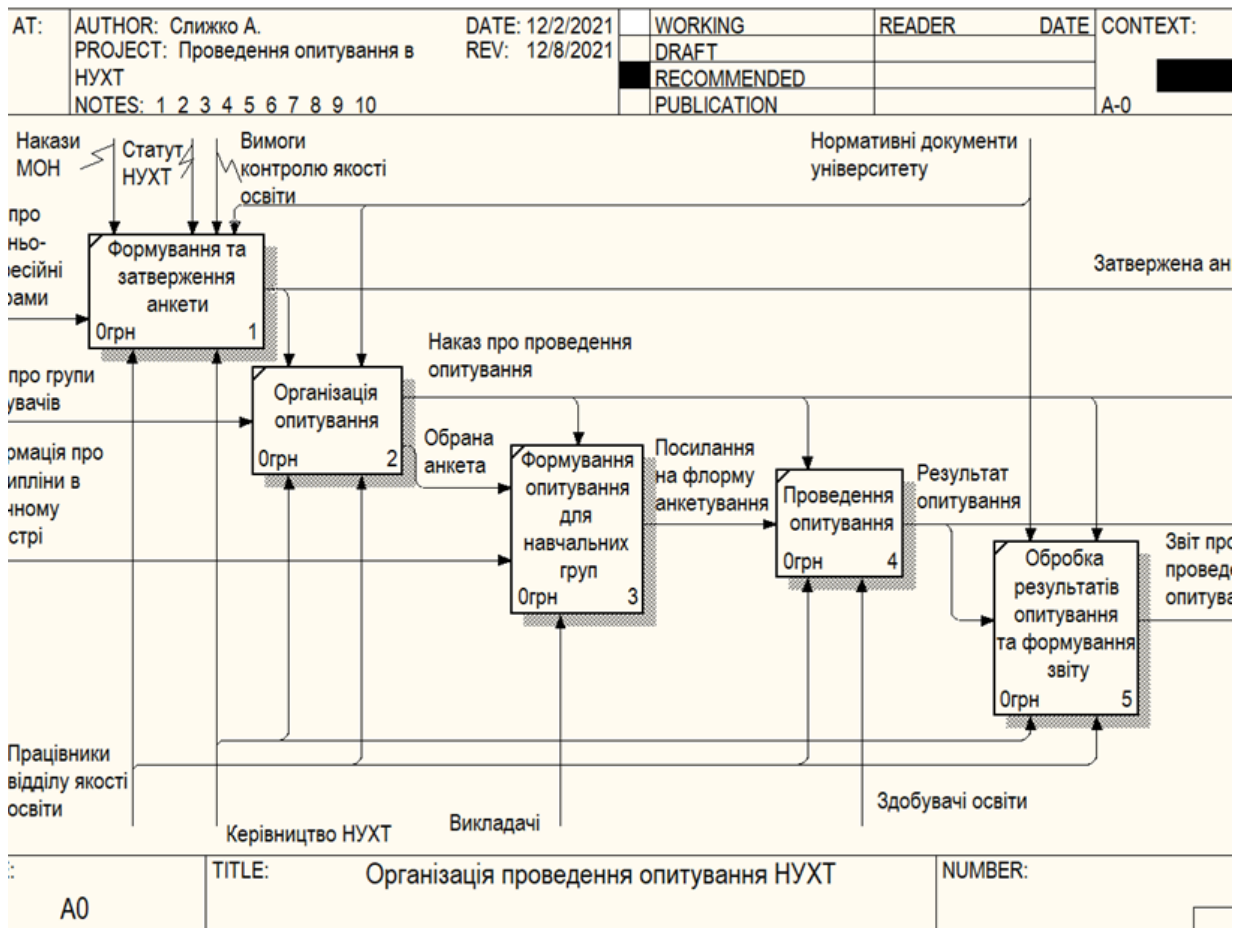 AT:
AUTHOR: Слижко А.
DATE: 12/2/2021
PROJECT: Проведення опитування в
НУХТ
REV: 12/8/2021
NOTES: 1 2 3 4 5 6 7 8 9 10
WORKING
DRAFT
RECOMMENDED
PUBLICATION
READER
DATE
CONTEXT:
A-0
Накази
МОН
Статут
НУХТ
Вимоги
контролю якості
освіти
Нормативні документи
університету
про
ньо-
ресійні
рами
Формування та
затверження
анкети
0грн 1
Затвержена ан
про групи
увачів
Організація
опитування
0грн 2
Наказ про проведення
опитування
Обрана
анкета
рмація про
ипліни в
нному
стрі
Формування
опитування
для
навчальних
груп
0грн 3
Посилання
на флорму
анкетування
Проведення
опитування
0грн 4
Результат
опитування
Обробка
результатів
опитування
та формування
звіту
0грн 5
Звіт про
провед
опитува
Працівники
відділу якості
освіти
Керівництво НУХТ
Викладачі
Здобувачі освіти
A0
TITLE:
Організація проведення опитування НУХТ
NUMBER: